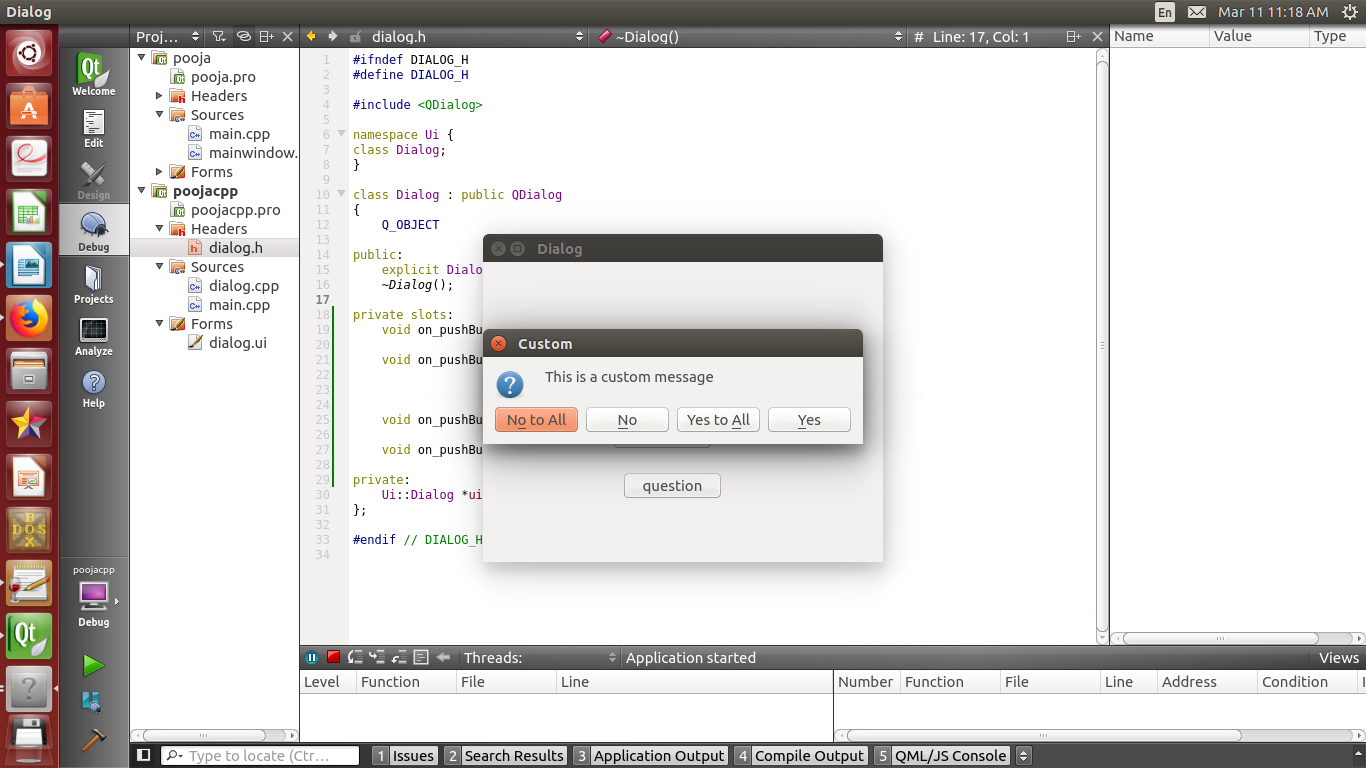 Dialog
En
Mar 11 11:18 AM
Proj...
dialog.h
~Dialog()
# Line: 17, Col: 1
Name Value Type
Welcome
Edit
Design
Debug
Projects
Analyze
Help
poojacpp
Debug
pooja
pooja.pro
Headers
Sources
main.cpp
mainwindow.
Forms
poojacpp
poojacpp.pro
Headers
dialog.h
Sources
dialog.cpp
main.cpp
Forms
dialog.ui
1 #ifndef DIALOG_H
2 #define DIALOG_H
3
4 #include <QDialog>
5
6 namespace Ui {
7 class Dialog;
8 }
9
10 class Dialog : public QDialog
11 {
12 Q_OBJECT
13
14 public:
15 explicit Dialo
16 ~Dialog();
17
18 private slots:
19 void on_pushBu
20
21 void on_pushBu
22
23
24
25 void on_pushBu
26
27 void on_pushBu
28
29 private:
30 Ui::Dialog *ui
31 };
32
33 #endif // DIALOG_H
34
Dialog
Custom
This is a custom message
No to All No Yes to All Yes
question
Threads: Application started Views
Level Function File Line
Number Function File Line Address Condition I
Type to locate (Ctr...
1 Issues 2 Search Results 3 Application Output 4 Compile Output 5 QML/JS Console